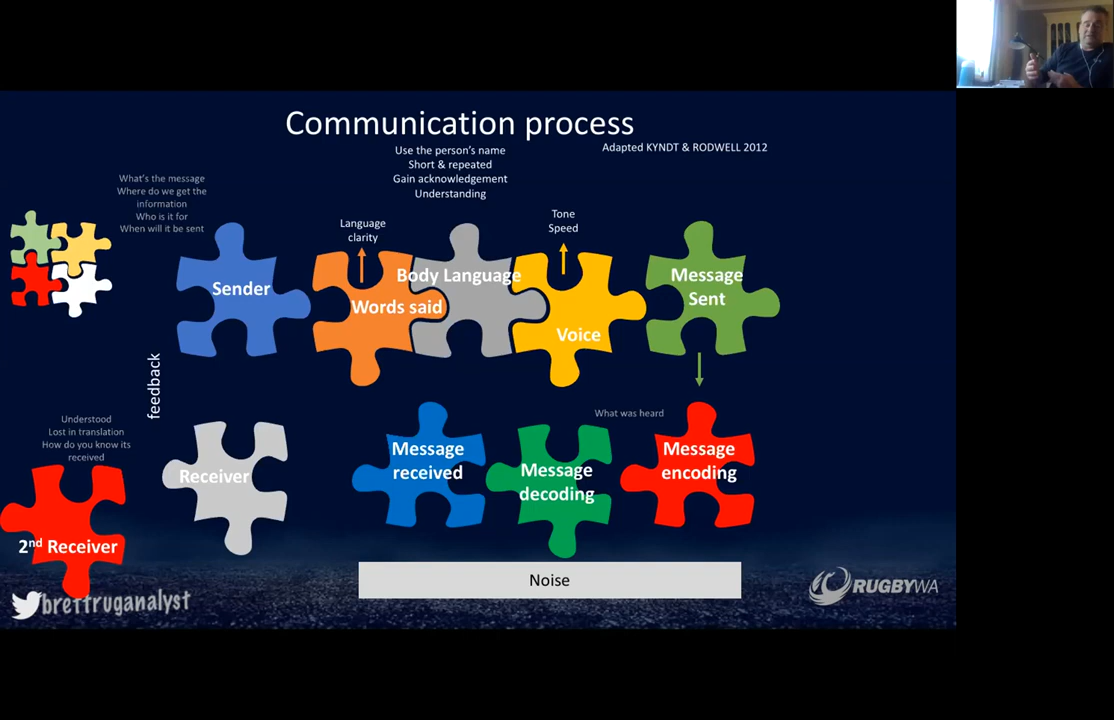 Communication process
Adapted KYNDT & RODWELL 2012
Use the person's name
Short & repeated
Gain acknowledgement
Understanding
What's the message
Where do we get the
information
Who is it for
When will it be sent
Language
clarity
Tone
Speed
Sender
Words said
Body Language
Voice
Message
Sent
feedback
Understood
Lost in translation
How do you know its
received
What was heard
Receiver
Message
received
Message
decoding
Message
encoding
2nd Receiver
Noise
brettruganalyst
RUGBYWA